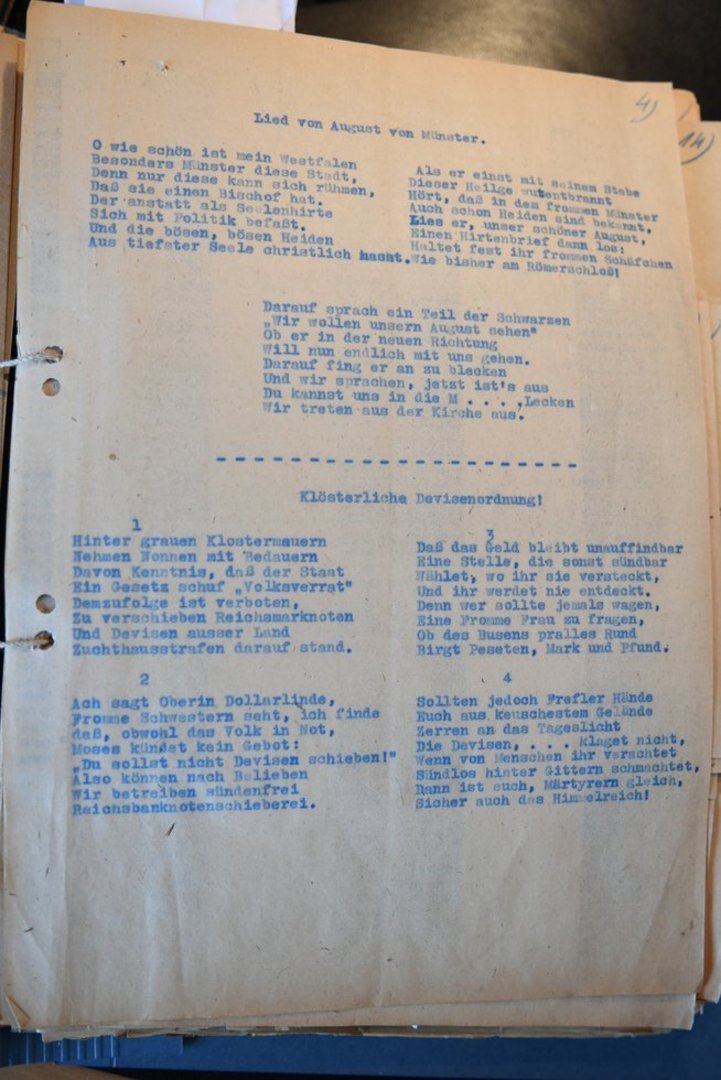 4)
14)
Lied von August von Münster.
O wie schön ist mein Westfalen
Besonders Münster diese Stadt,
Denn nur diese kann sich rühmen,
Daß sie einen Bischof hat.
Der anstatt als Seelenhirte
Sich mit Politik befaßt.
Und die bösen, bösen Heiden
Aus tiefster Seele christlich hasst.
Als er einst mit seinem Stabe
Dieser Heilge wutentbrannt
Hört, daß in dem frommen Münster
Auch schon Heiden sind bekannt.
Lies er, unser schöner August,
Einen Hirtenbrief dann los:
Haltet fest ihr frommen Schäfchen
Wie bisher am Römerschloß!
Darauf sprach ein Teil der Schwarzen
„Wir wollen unsern August sehen"
Ob er in der neuen Richtung
Will nun endlich mit uns gehen.
Darauf fing er an zu blecken
Und wir sprachen, jetzt ist's aus
Du kannst uns in die M . . . .Lecken
Wir treten aus der Kirche aus.
- - - - - - - - - - - - - - - - - - - - - -
Klösterliche Devisenordnung!
1
Hinter grauen Klostermauern
Nehmen Nonnen mit Bedauern
Davon Kenntnis, daß der Staat
Ein Gesetz schuf „Volksverrat"
Demzufolge ist verboten,
Zu verschieben Reichsmarknoten
Und Devisen ausser Land
Zuchthausstrafen darauf stand.
2
Ach sagt Oberin Dollarlinde,
Fromme Schwestern seht, ich finde
daß, obwohl das Volk in Not,
Moses kündet kein Gebot:
„Du sollst nicht Devisen schieben!"
Also können nach Belieben
Wir betreiben sündenfrei
Reichsbanknotenschieberei.
3
Daß das Geld bleibt unauffindbar
Eine Stelle, die sonst sündbar
Wählet, wo ihr sie versteckt,
Und ihr werdet nie entdeckt.
Denn wer sollte jemals wagen,
Eine Fromme Frau zu fragen,
Ob des Busens pralles Rund
Birgt Peseten, Mark und Pfund.
4
Sollten jedoch Frefler Hände
Euch aus keuschestem Gelände
Zerren an das Tageslicht
Die Devisen, . . . klaget nicht,
Wenn von Menschen ihr verachtet
Sündlos hinter Gittern schmachtet,
Dann ist euch, Märtyrern gleich,
Sicher auch das Himmelreich!